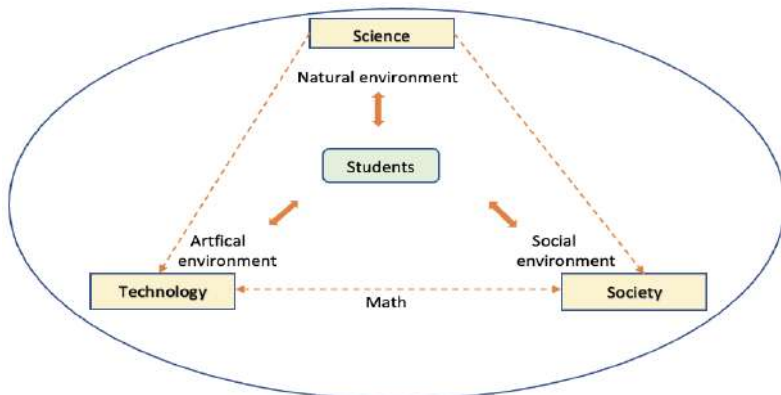 Science
Natural environment
Students
Artfical
environment
Social
environment
Technology
Math
Society